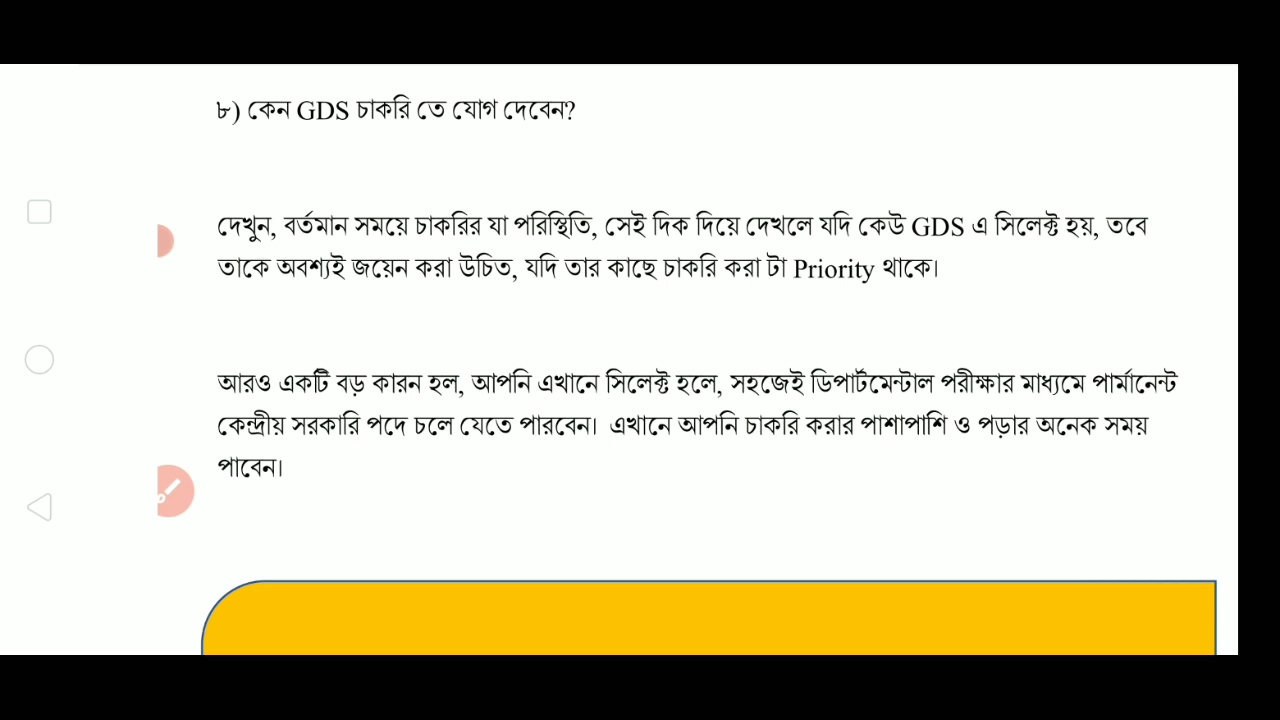 ৮) কেন GDS চাকরি তে যোগ দেবেন?
দেখুন, বর্তমান সময়ে চাকরির যা পরিস্থিতি, সেই দিক দিয়ে দেখলে যদি কেউ GDS এ সিলেক্ট হয়, তবে
তাকে অবশ্যই জয়েন করা উচিত, যদি তার কাছে চাকরি করা টা Priority থাকে।
আরও একটি বড় কারন হল, আপনি এখানে সিলেক্ট হলে, সহজেই ডিপার্টমেন্টাল পরীক্ষার মাধ্যমে পার্মানেন্ট
কেন্দ্রীয় সরকারি পদে চলে যেতে পারবেন। এখানে আপনি চাকরি করার পাশাপাশি ও পড়ার অনেক সময়
পাবেন।